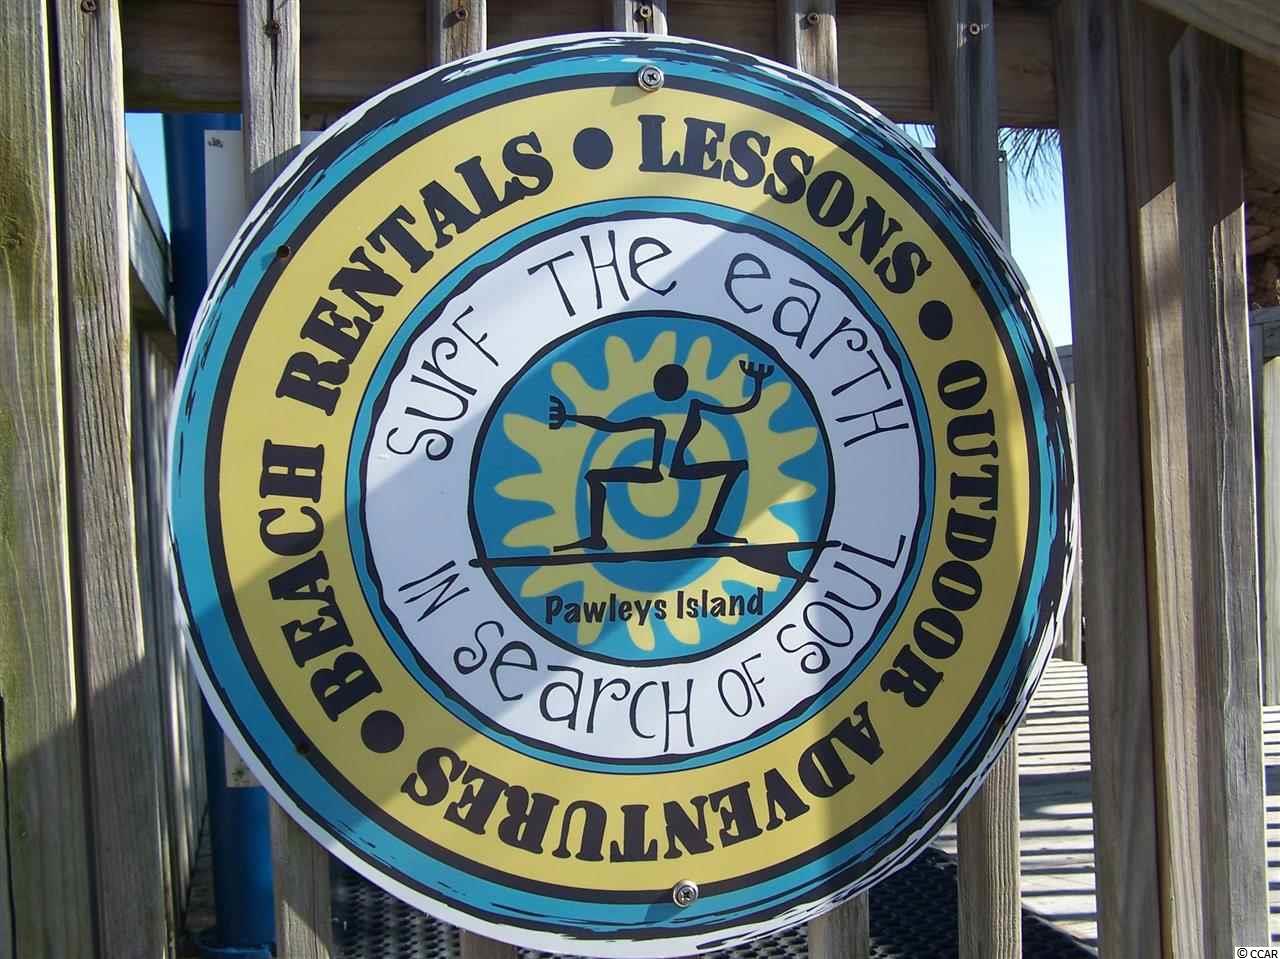 BEACH RENTALS • LESSONS • OUTDOOR ADVENTURES •
SURF THE EARTH
IN SEARCH OF SOUL
Pawleys Island
© CCAR